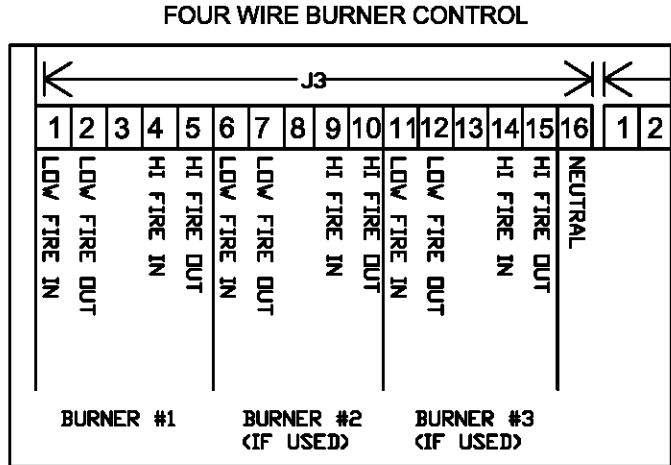 FOUR WIRE BURNER CONTROL
J3
1 2 3 4 5 6 7 8 9 10 11 12 13 14 15 16 1 2
LOW FIRE IN
LOW FIRE OUT
HI FIRE IN
HI FIRE OUT
LOW FIRE IN
LOW FIRE OUT
HI FIRE IN
HI FIRE OUT
LOW FIRE IN
LOW FIRE OUT
HI FIRE IN
HI FIRE OUT
NEUTRAL
BURNER #1
BURNER #2
(IF USED)
BURNER #3
(IF USED)